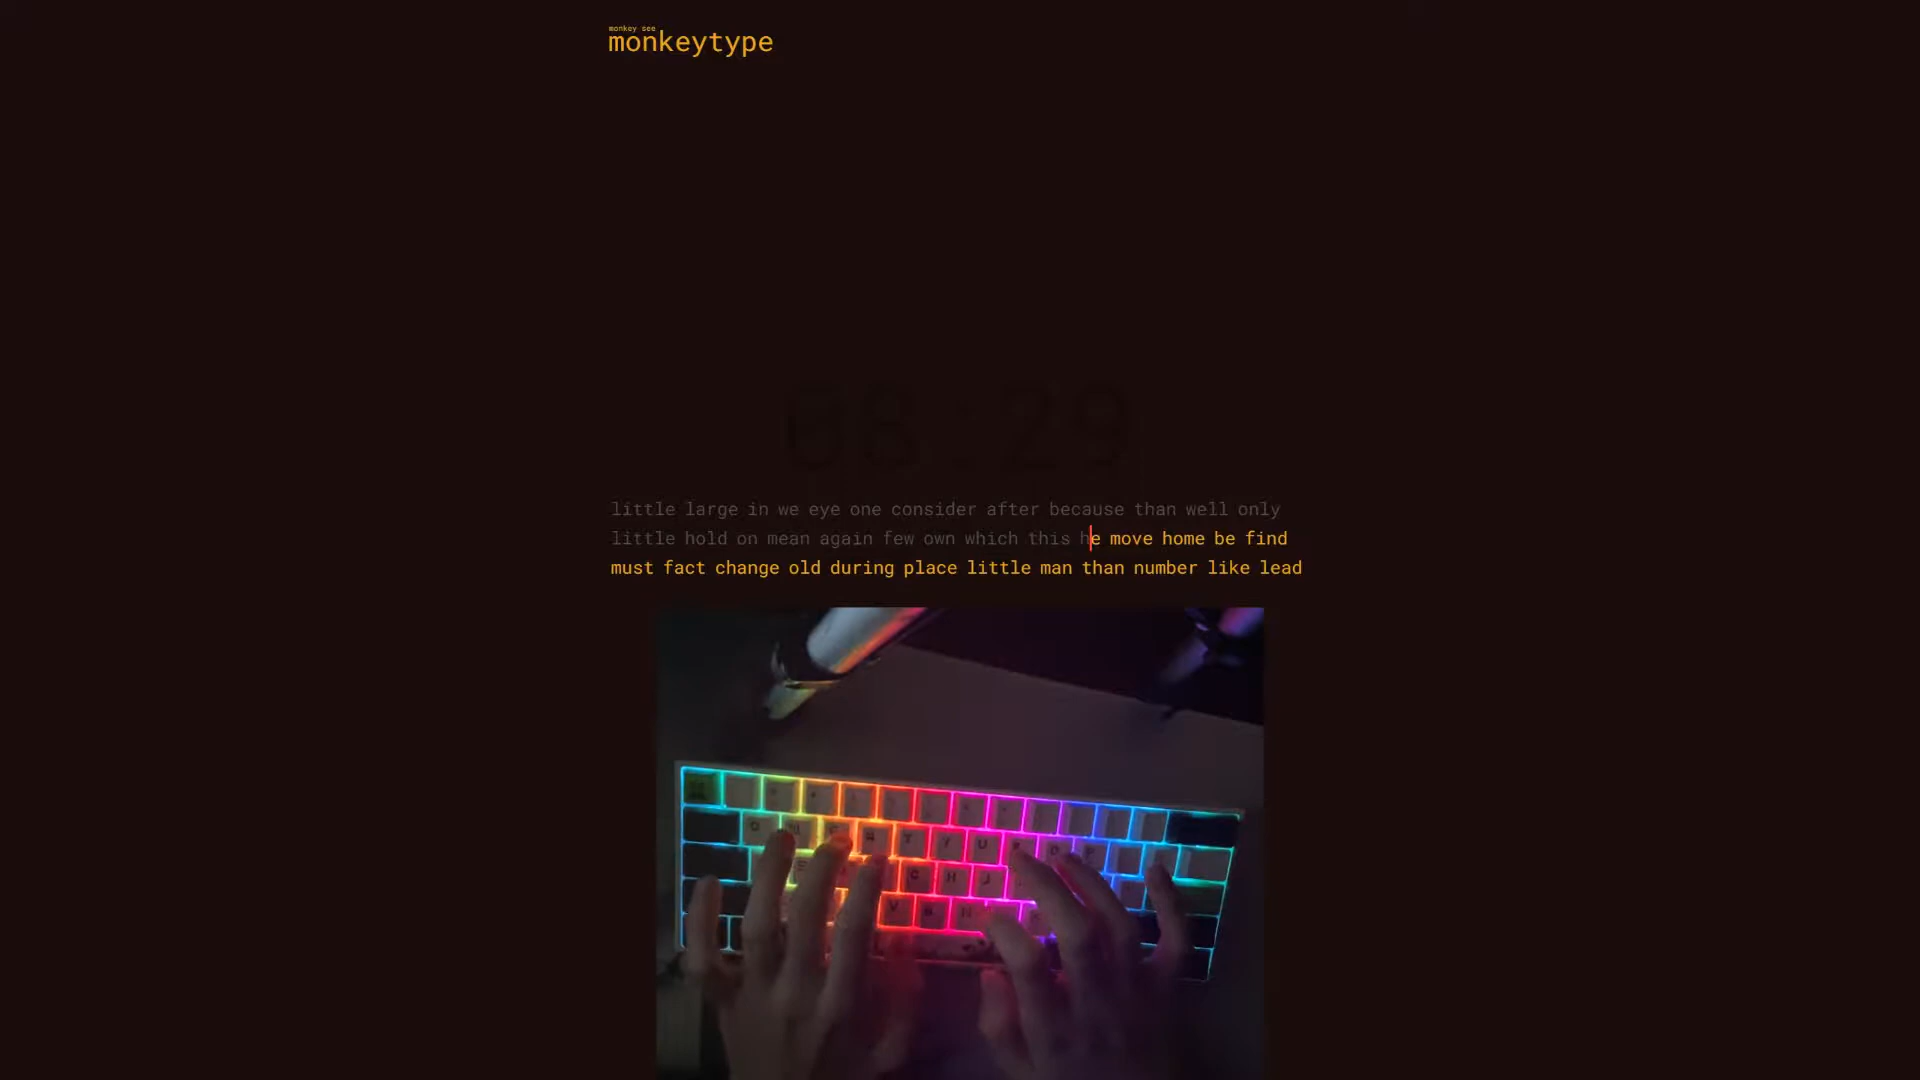 monkey see
monkeytype
08:29
little large in we eye one consider after because than well only
little hold on mean again few own which this he move home be find
must fact change old during place little man than number like lead
T Y U
H J
V B N